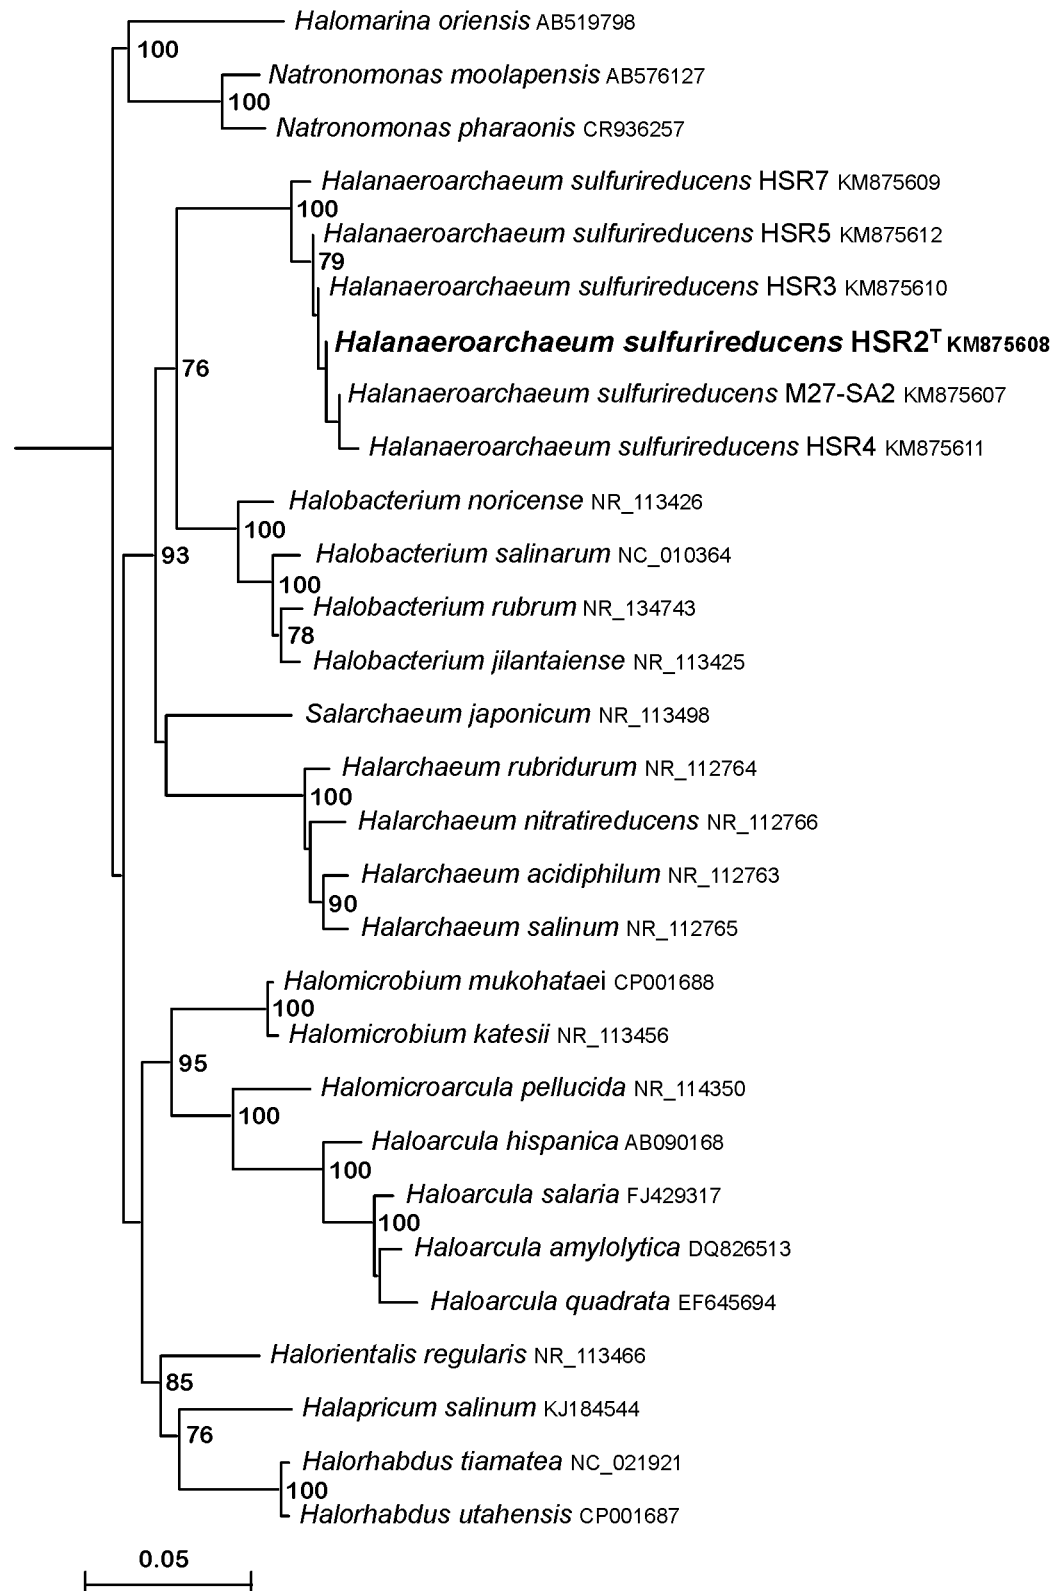 Halomarina oriensis AB519798
100
Natronomonas moolapensis AB576127
100
Natronomonas pharaonis CR936257
Halanaeroarchaeum sulfurireducens HSR7 KM875609
100
Halanaeroarchaeum sulfurireducens HSR5 KM875612
79
Halanaeroarchaeum sulfurireducens HSR3 KM875610
Halanaeroarchaeum sulfurireducens HSR2ᵀ KM875608
76
Halanaeroarchaeum sulfurireducens M27-SA2 KM875607
Halanaeroarchaeum sulfurireducens HSR4 KM875611
Halobacterium noricense NR_113426
100
Halobacterium salinarum NC_010364
93
100
Halobacterium rubrum NR_134743
78
Halobacterium jilantaiense NR_113425
Salarchaeum japonicum NR_113498
Halarchaeum rubridurum NR_112764
100
Halarchaeum nitratireducens NR_112766
Halarchaeum acidiphilum NR_112763
90
Halarchaeum salinum NR_112765
Halomicrobium mukohataei CP001688
100
Halomicrobium katesii NR_113456
95
Halomicroarcula pellucida NR_114350
100
Haloarcula hispanica AB090168
100
Haloarcula salaria FJ429317
100
Haloarcula amylolytica DQ826513
Haloarcula quadrata EF645694
Halorientalis regularis NR_113466
85
Halapricum salinum KJ184544
76
Halorhabdus tiamatea NC_021921
100
Halorhabdus utahensis CP001687
0.05